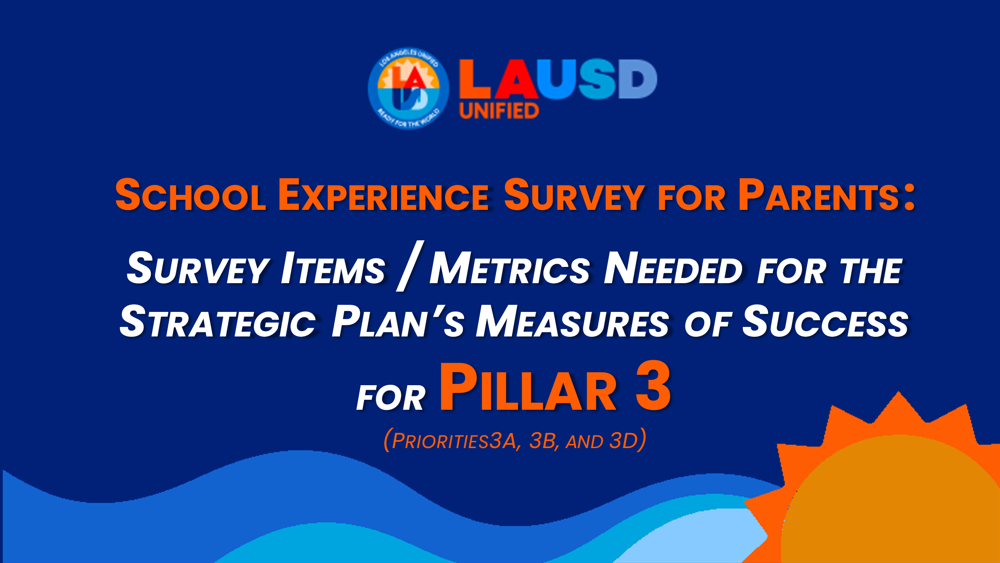 LOS ANGELES UNIFIED
LAUSD
READY FOR THE WORLD
LAUSD
UNIFIED
School Experience Survey for Parents:
Survey Items / Metrics Needed for the
Strategic Plan’s Measures of Success
for Pillar 3
(Priorities3A, 3B, and 3D)